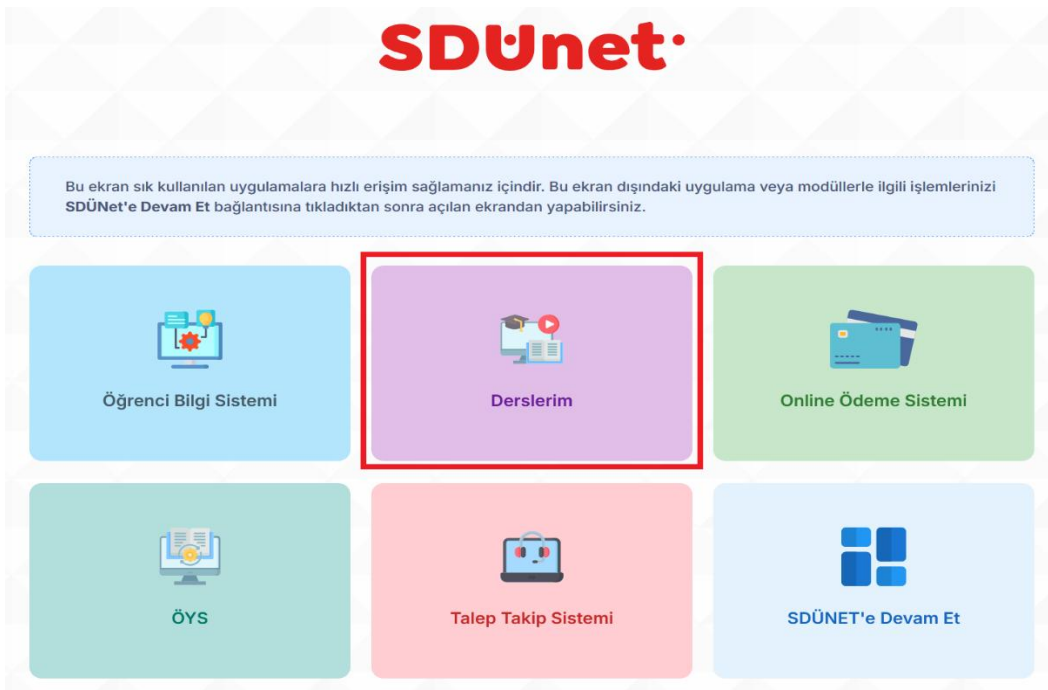 SDÜnet
Bu ekran sık kullanılan uygulamalara hızlı erişim sağlamanız içindir. Bu ekran dışındaki uygulama veya modüllerle ilgili işlemlerinizi
SDÜNet'e Devam Et bağlantısına tıkladıktan sonra açılan ekrandan yapabilirsiniz.
Öğrenci Bilgi Sistemi
Derslerim
Online Ödeme Sistemi
ÖYS
Talep Takip Sistemi
SDÜNET'e Devam Et